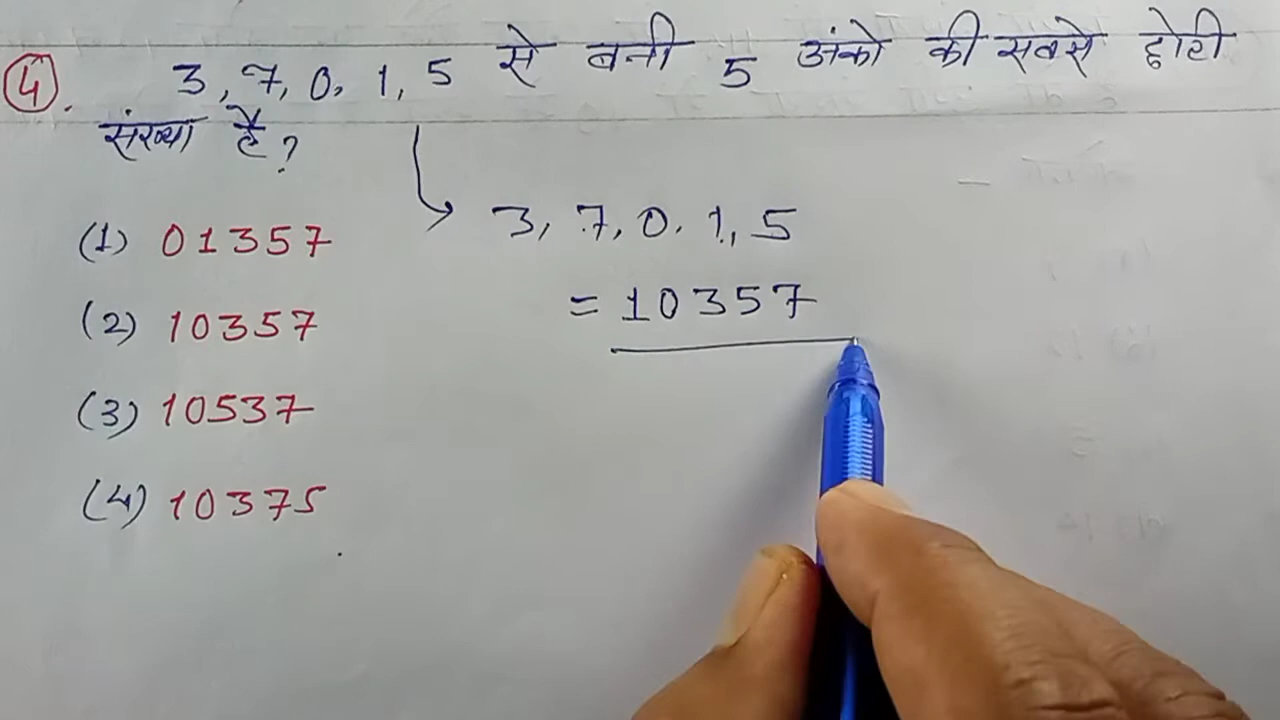 4. 3, 7, 0, 1, 5 से बनी 5 अंको की सबसे छोटी
संख्या है ?
(1) 01357
(2) 10357
(3) 10537
(4) 10375
3, 7, 0, 1, 5
= 10357